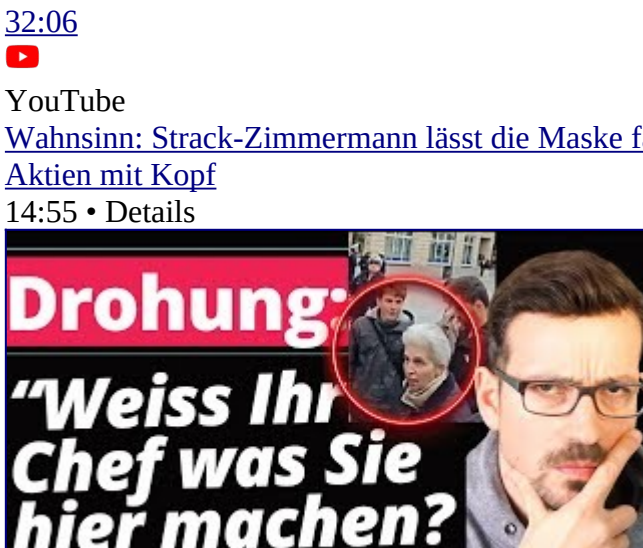 32:06
YouTube
Wahnsinn: Strack-Zimmermann lässt die Maske
Aktien mit Kopf
14:55 • Details
Drohung:
“Weiss Ihr
Chef was Sie
hier machen?